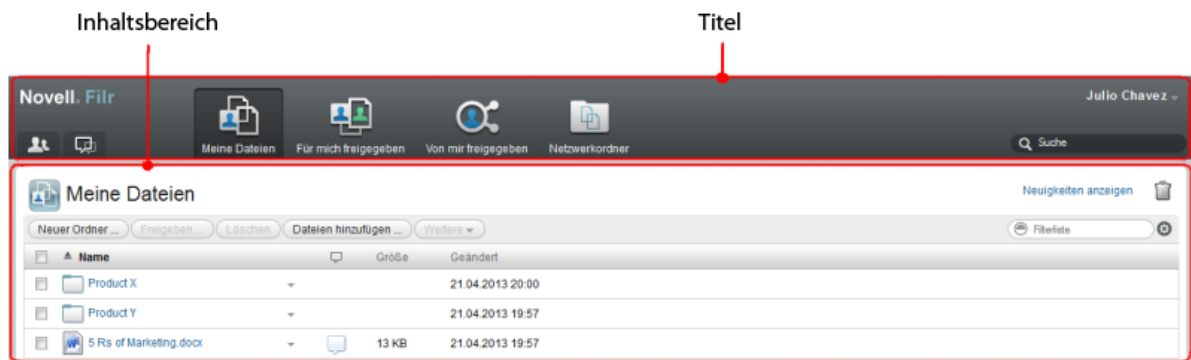 Inhaltsbereich Titel
Novell. Filr Julio Chavez
Meine Dateien Für mich freigegeben Von mir freigegeben Netzwerkordner Suche
Meine Dateien Neuigkeiten anzeigen
Neuer Ordner ... Freigeben ... Löschen Dateien hinzufügen ... Weitere Filterliste
Name Größe Geändert
Product X 21.04.2013 20:00
Product Y 21.04.2013 19:57
5 Rs of Marketing.docx 13 KB 21.04.2013 19:57